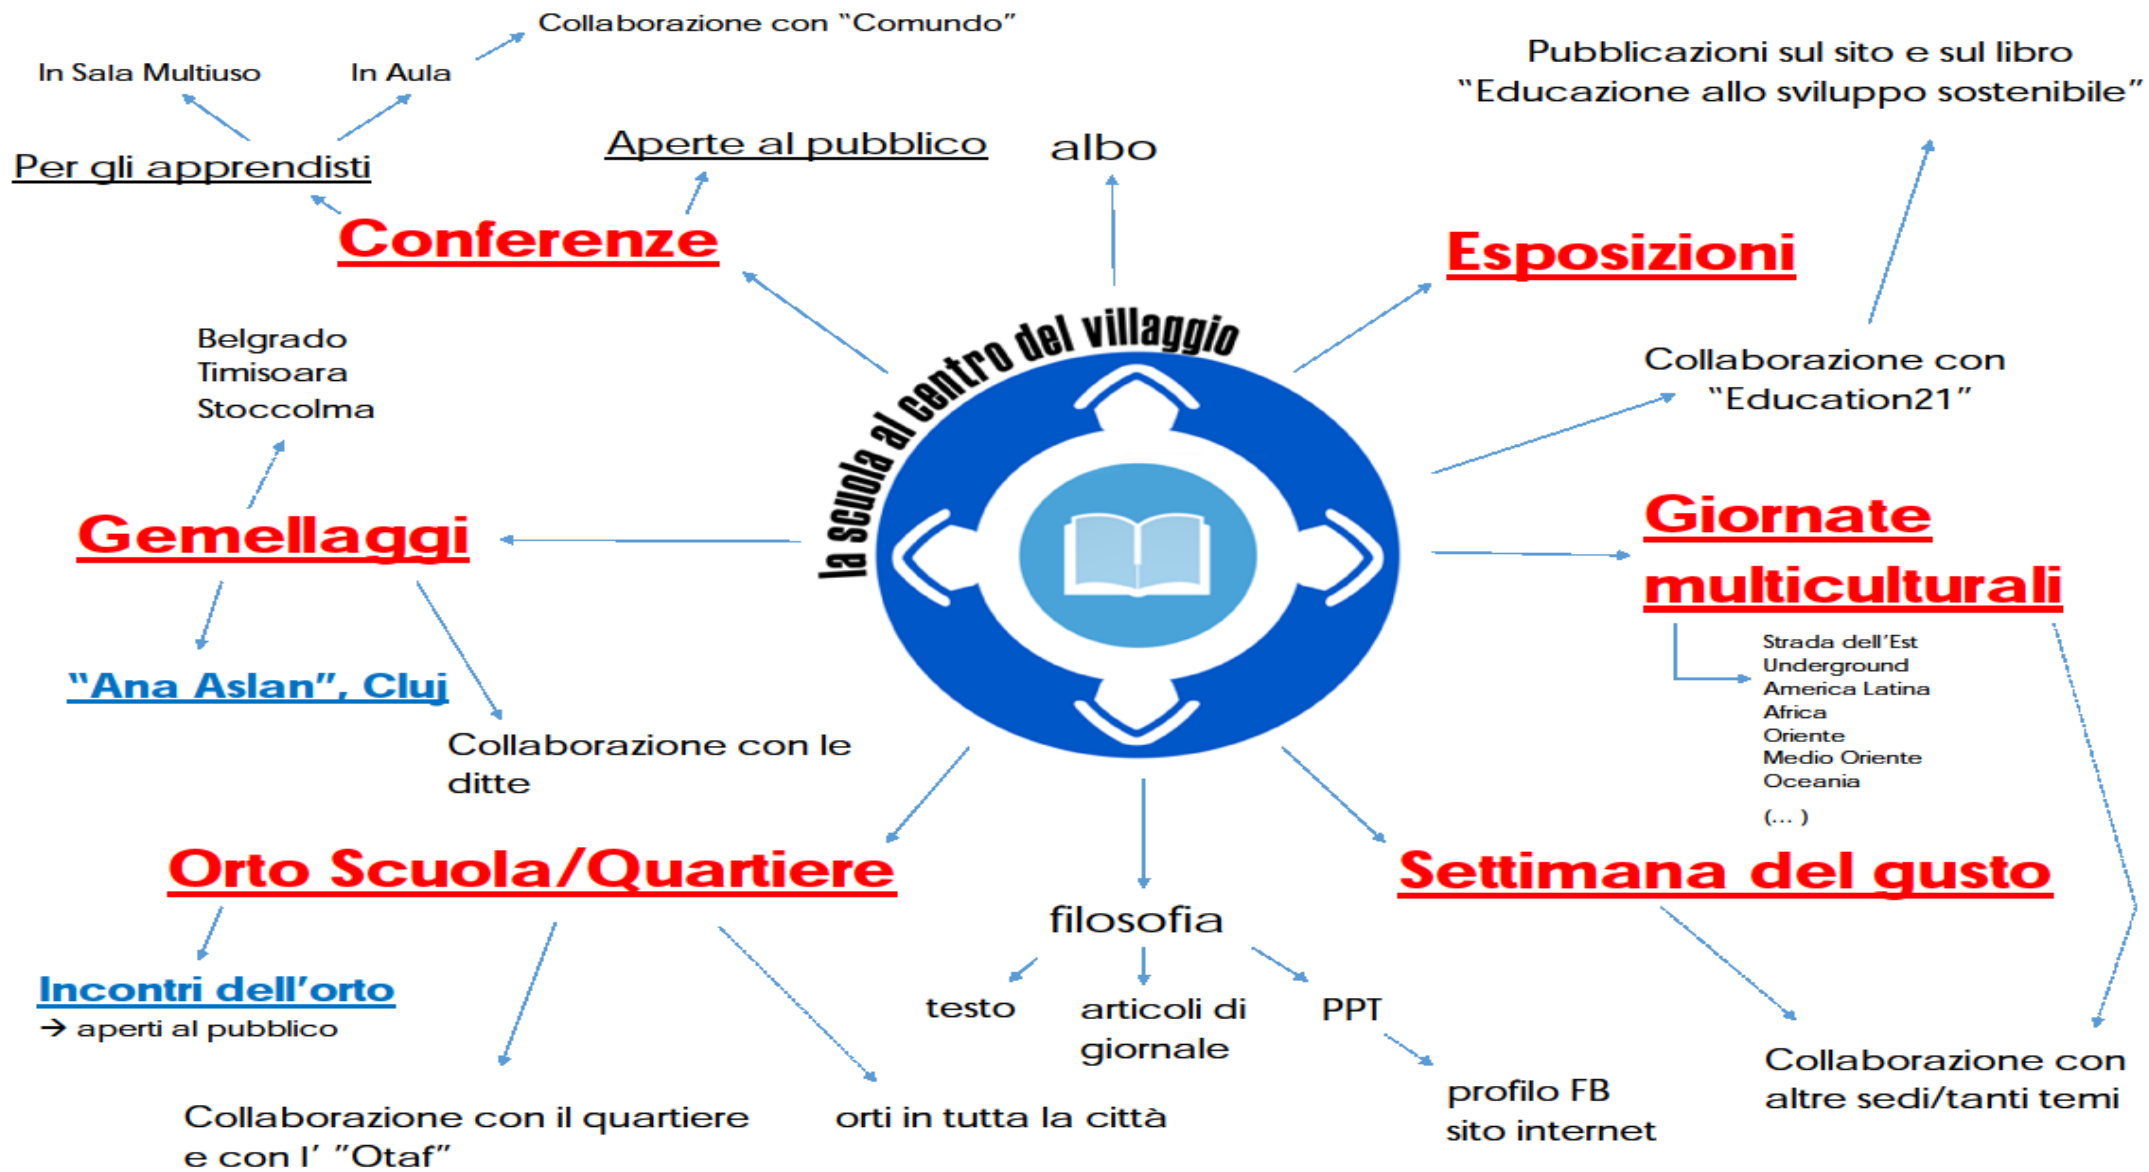 Collaborazione con “Comundo”
In Sala Multiuso
In Aula
Per gli apprendisti
Aperte al pubblico
albo
Pubblicazioni sul sito e sul libro
“Educazione allo sviluppo sostenibile”
Conferenze
Esposizioni
la scuola al centro del villaggio
Belgrado
Timisoara
Stoccolma
Collaborazione con
“Education21”
Gemellaggi
Giornate
multiculturali
Strada dell’Est
Underground
America Latina
Africa
Oriente
Medio Oriente
Oceania
(... )
“Ana Aslan”, Cluj
Collaborazione con le
ditte
Orto Scuola/Quartiere
Settimana del gusto
filosofia
Incontri dell’orto
→ aperti al pubblico
testo
articoli di
giornale
PPT
Collaborazione con
altre sedi/tanti temi
profilo FB
sito internet
Collaborazione con il quartiere
e con l’ ”Otaf”
orti in tutta la città